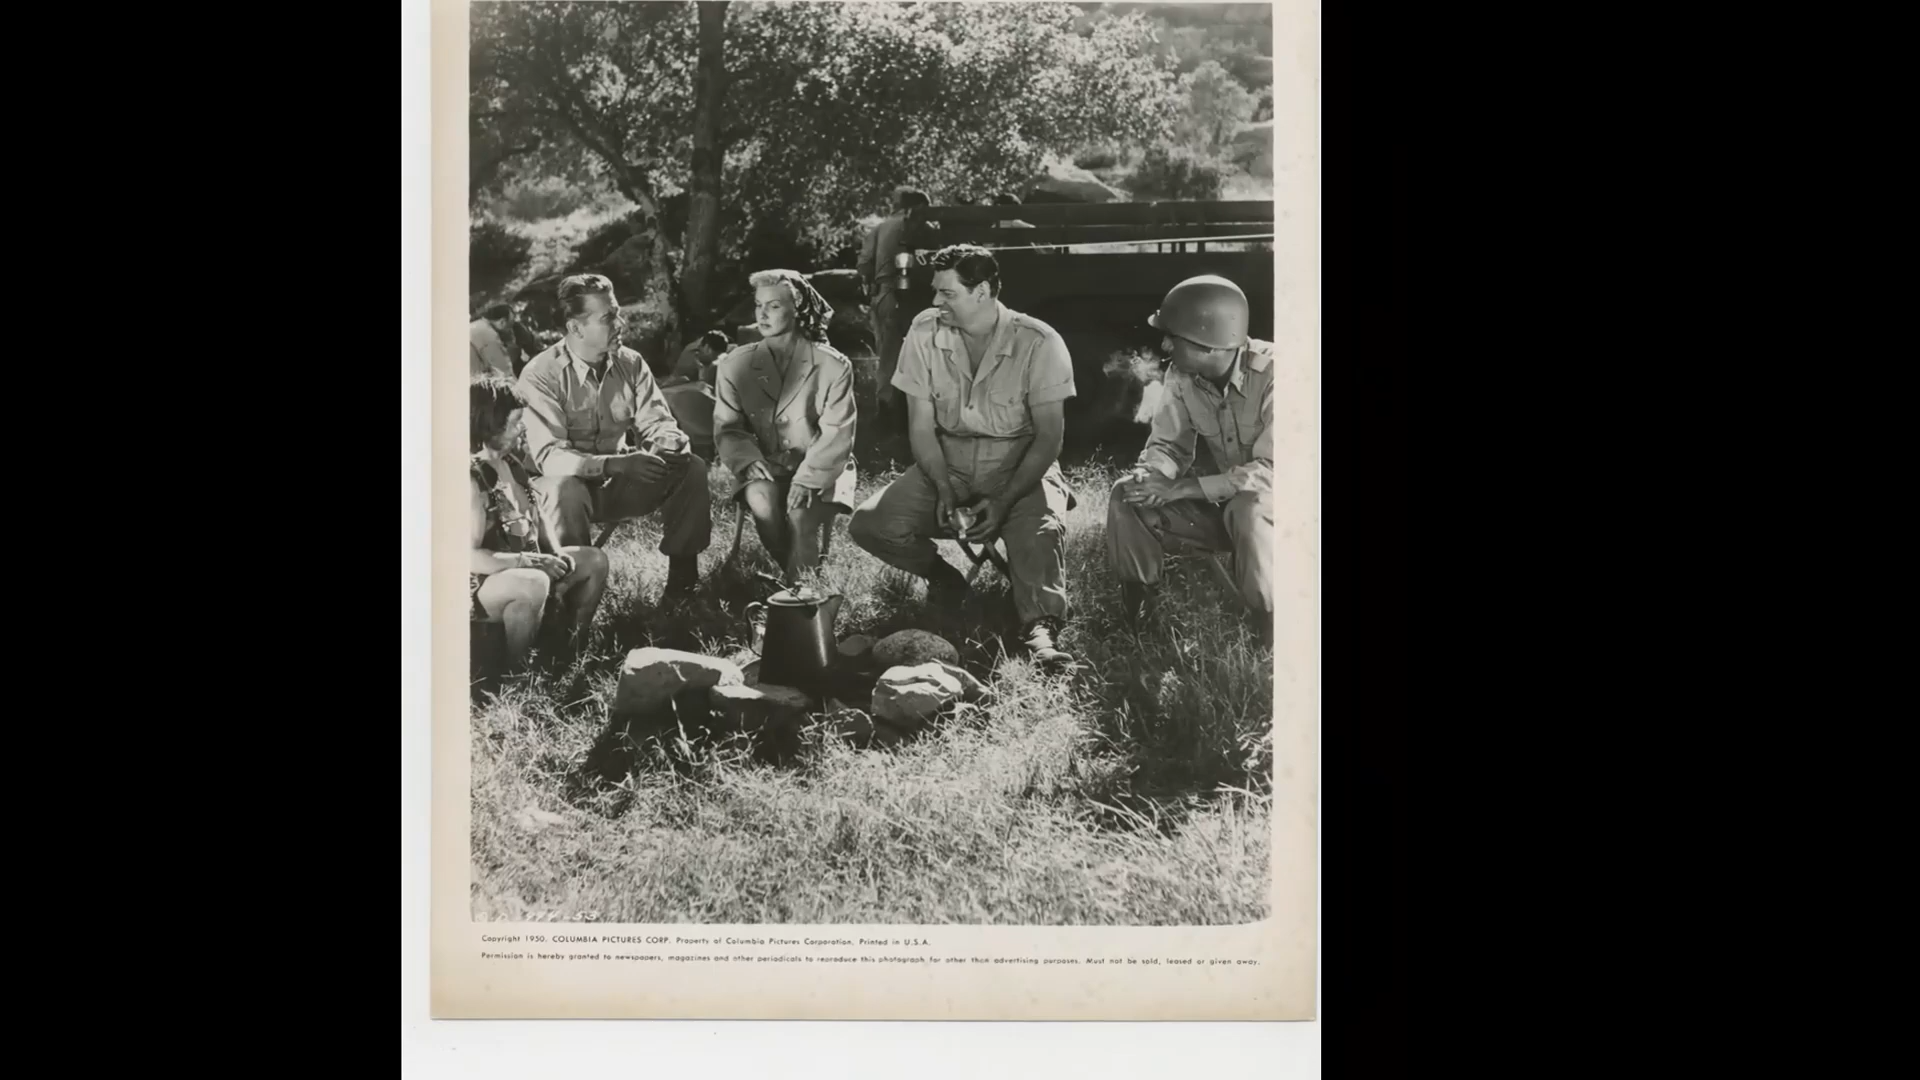 Copyright 1950, COLUMBIA PICTURES CORP. Property of Columbia Pictures Corporation. Printed in U.S.A.
Permission is hereby granted to newspapers, magazines and other periodicals to reproduce this photograph for other than advertising purposes. Must not be sold, leased or given away.